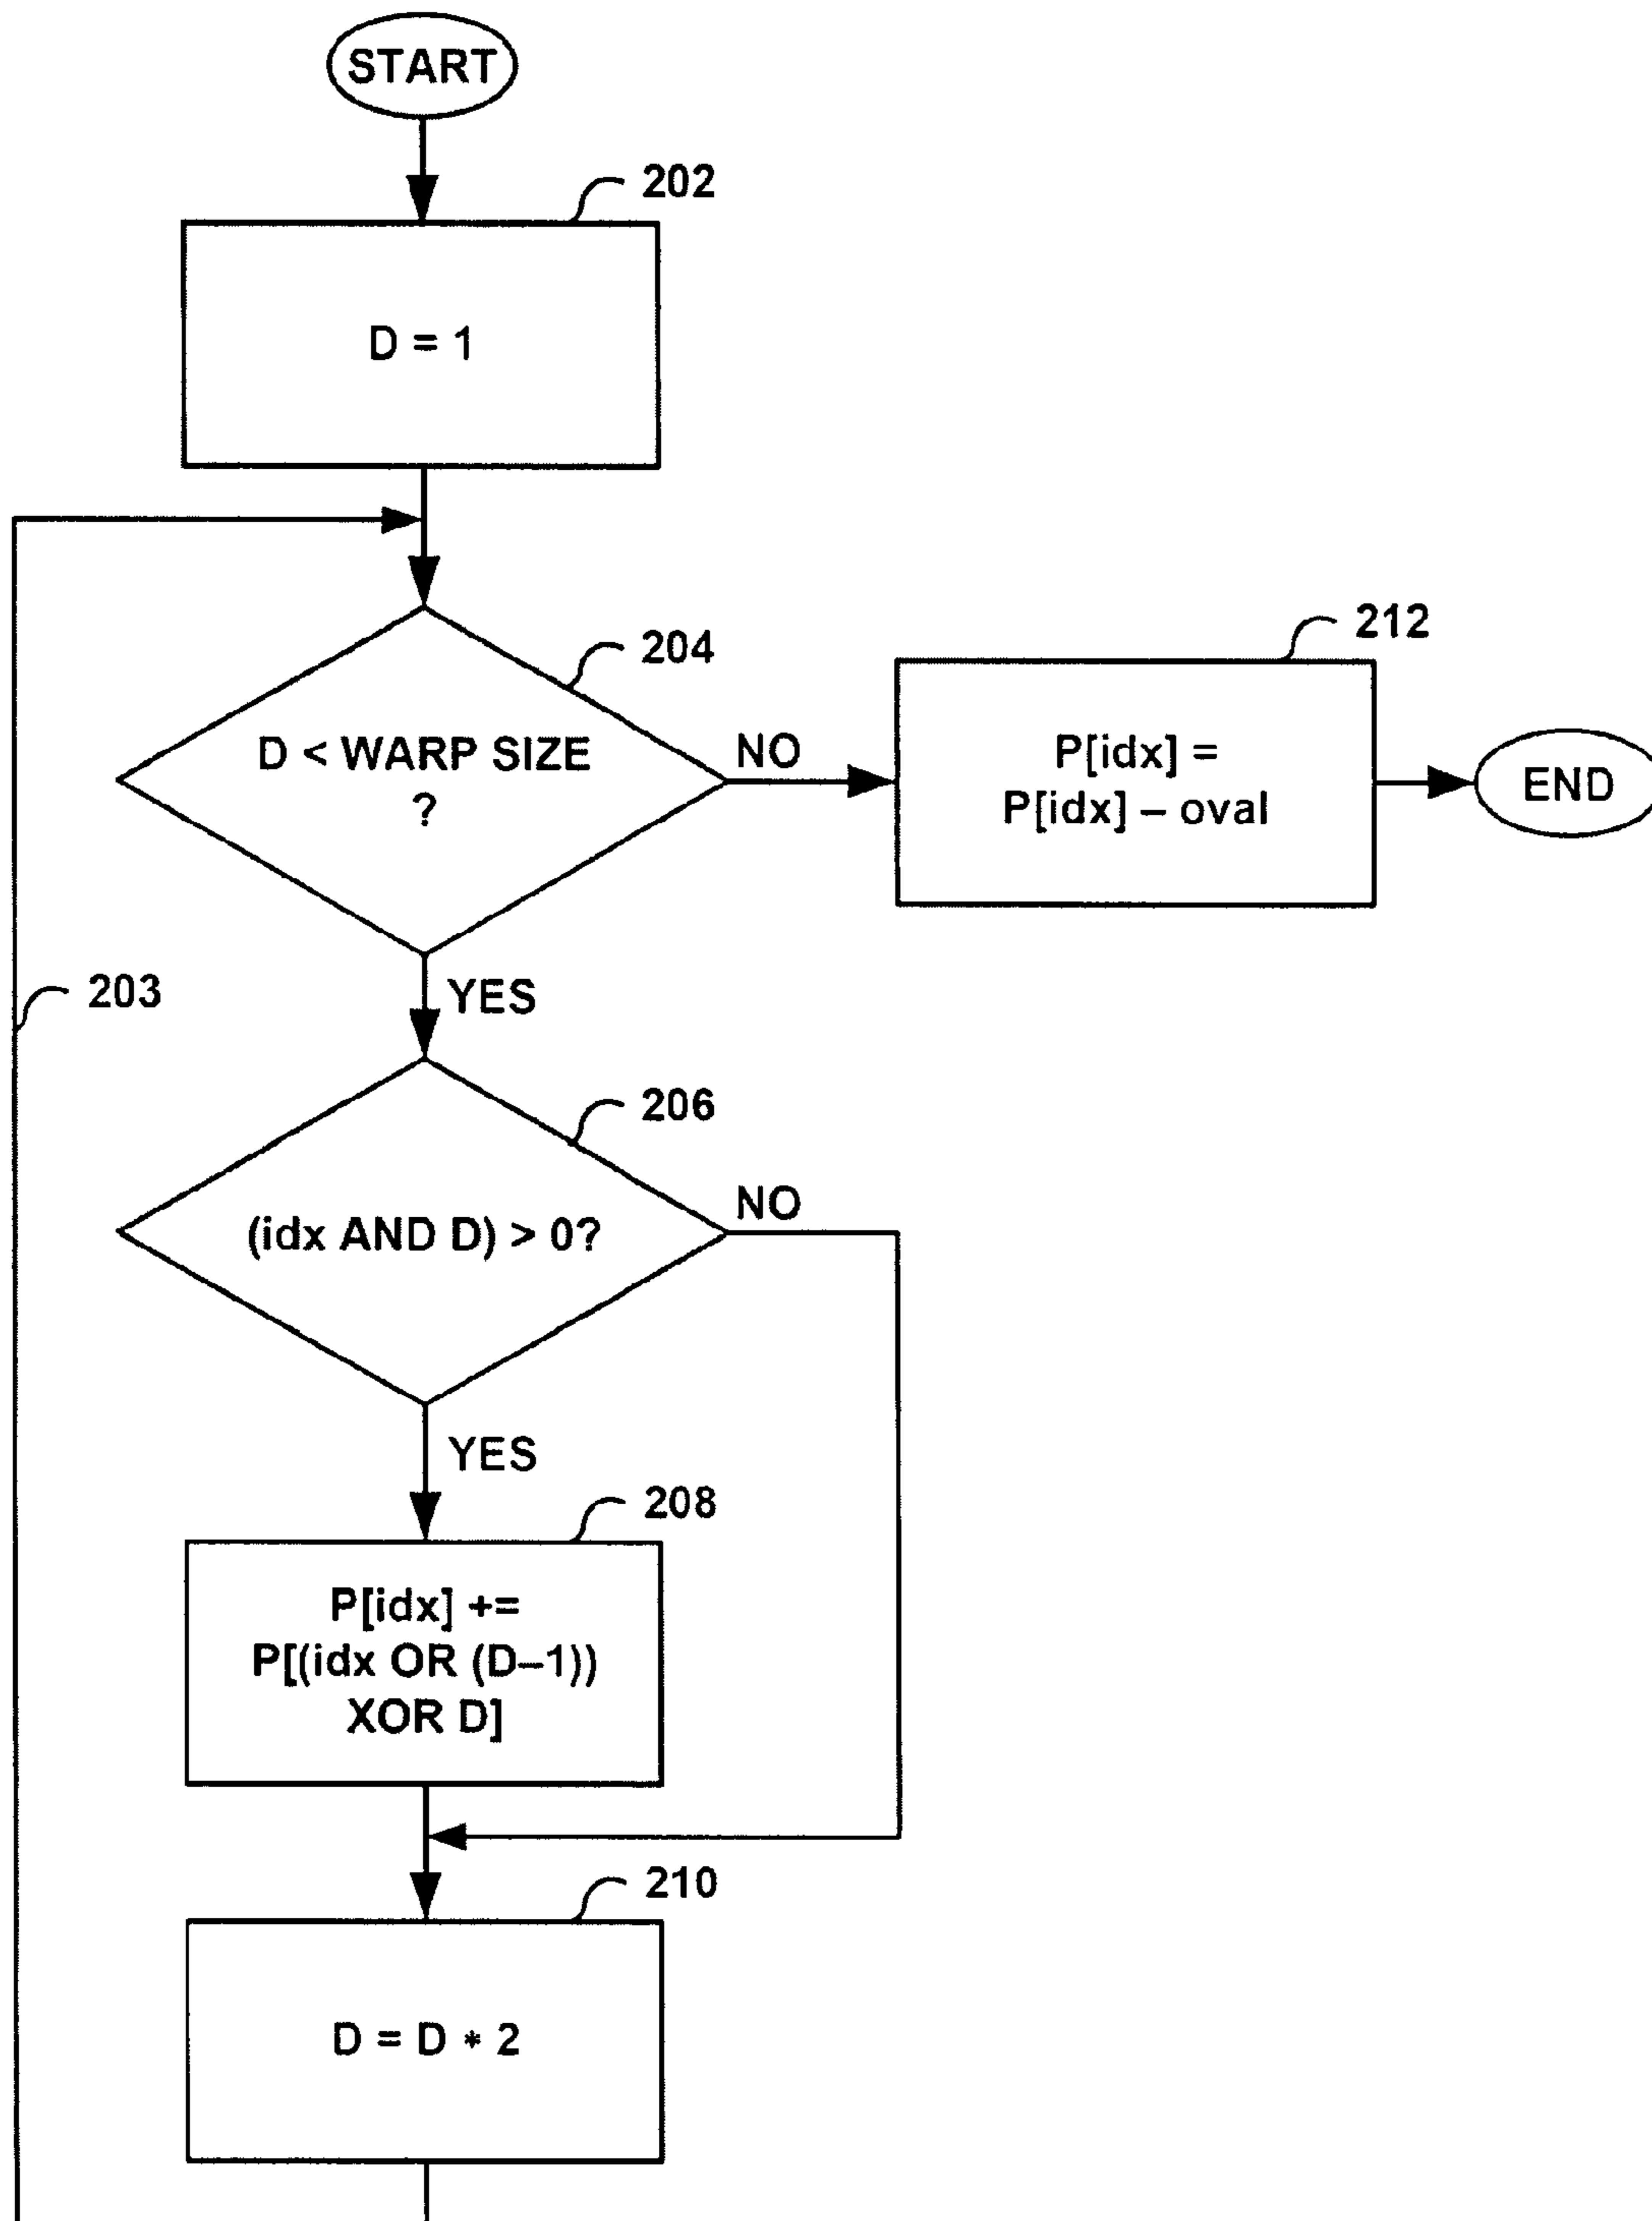 START
202
D = 1
204
D < WARP SIZE
?
NO
212
P[idx] =
P[idx] – oval
END
203
YES
206
(idx AND D) > 0?
NO
YES
208
P[idx] +=
P[(idx OR (D–1))
XOR D]
210
D = D * 2